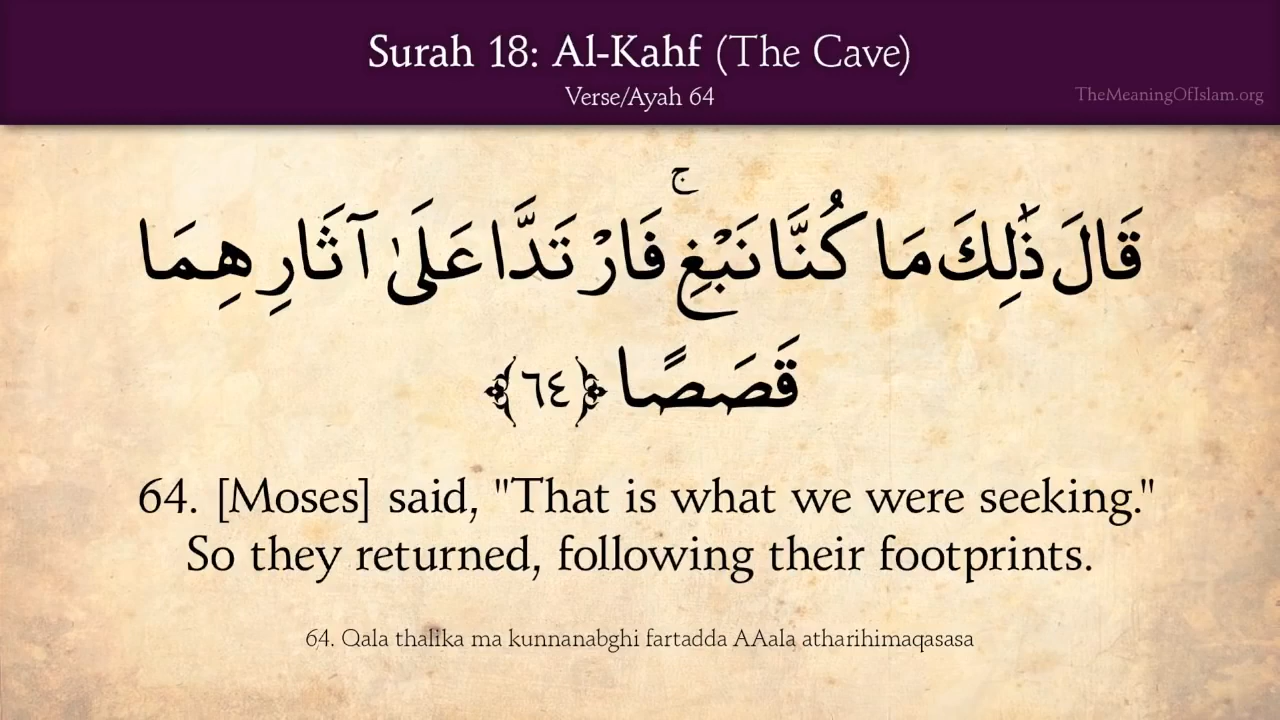 Surah 18: Al-Kahf (The Cave)
Verse/Ayah 64
TheMeaningOfIslam.org
قَالَ ذَٰلِكَ مَا كُنَّا نَبْغِ ۚ فَارْتَدَّا عَلَىٰ آثَارِهِمَا
قَصَصًا ﴿٦٤﴾
64. [Moses] said, "That is what we were seeking."
So they returned, following their footprints.
64. Qala thalika ma kunnanabghi fartadda AAala atharihimaqasasa